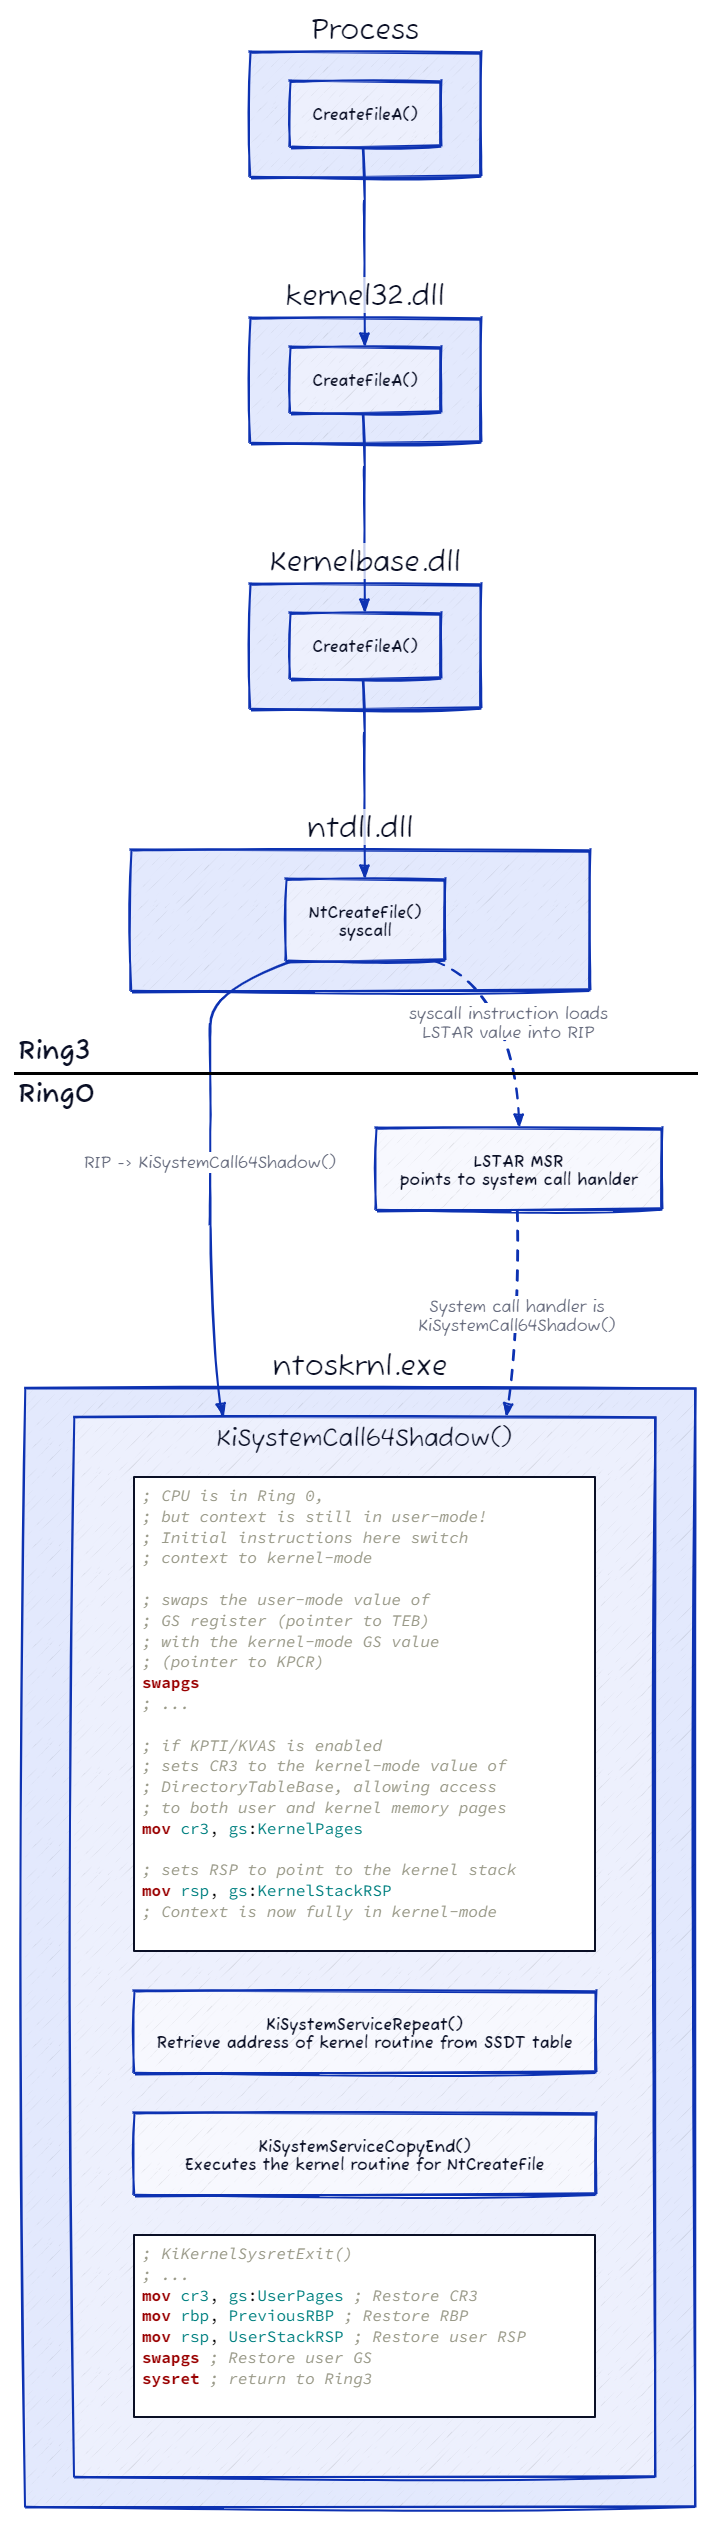 Process
CreateFileA()
kernel32.dll
CreateFileA()
Kernelbase.dll
CreateFileA()
ntdll.dll
NtCreateFile()
syscall
syscall instruction loads
LSTAR value into RIP
Ring3
Ring0
RIP -> KiSystemCall64Shadow()
LSTAR MSR
points to system call hanlder
System call handler is
KiSystemCall64Shadow()
ntoskrnl.exe
KiSystemCall64Shadow()
; CPU is in Ring 0,
; but context is still in user-mode!
; Initial instructions here switch
; context to kernel-mode
; swaps the user-mode value of
; GS register (pointer to TEB)
; with the kernel-mode GS value
; (pointer to KPCR)
swapgs
; ...
; if KPTI/KVAS is enabled
; sets CR3 to the kernel-mode value of
; DirectoryTableBase, allowing access
; to both user and kernel memory pages
mov cr3, gs:KernelPages
; sets RSP to point to the kernel stack
mov rsp, gs:KernelStackRSP
; Context is now fully in kernel-mode
KiSystemServiceRepeat()
Retrieve address of kernel routine from SSDT table
KiSystemServiceCopyEnd()
Executes the kernel routine for NtCreateFile
; KiKernelSysretExit()
; ...
mov cr3, gs:UserPages ; Restore CR3
mov rbp, PreviousRBP ; Restore RBP
mov rsp, UserStackRSP ; Restore user RSP
swapgs ; Restore user GS
sysret ; return to Ring3